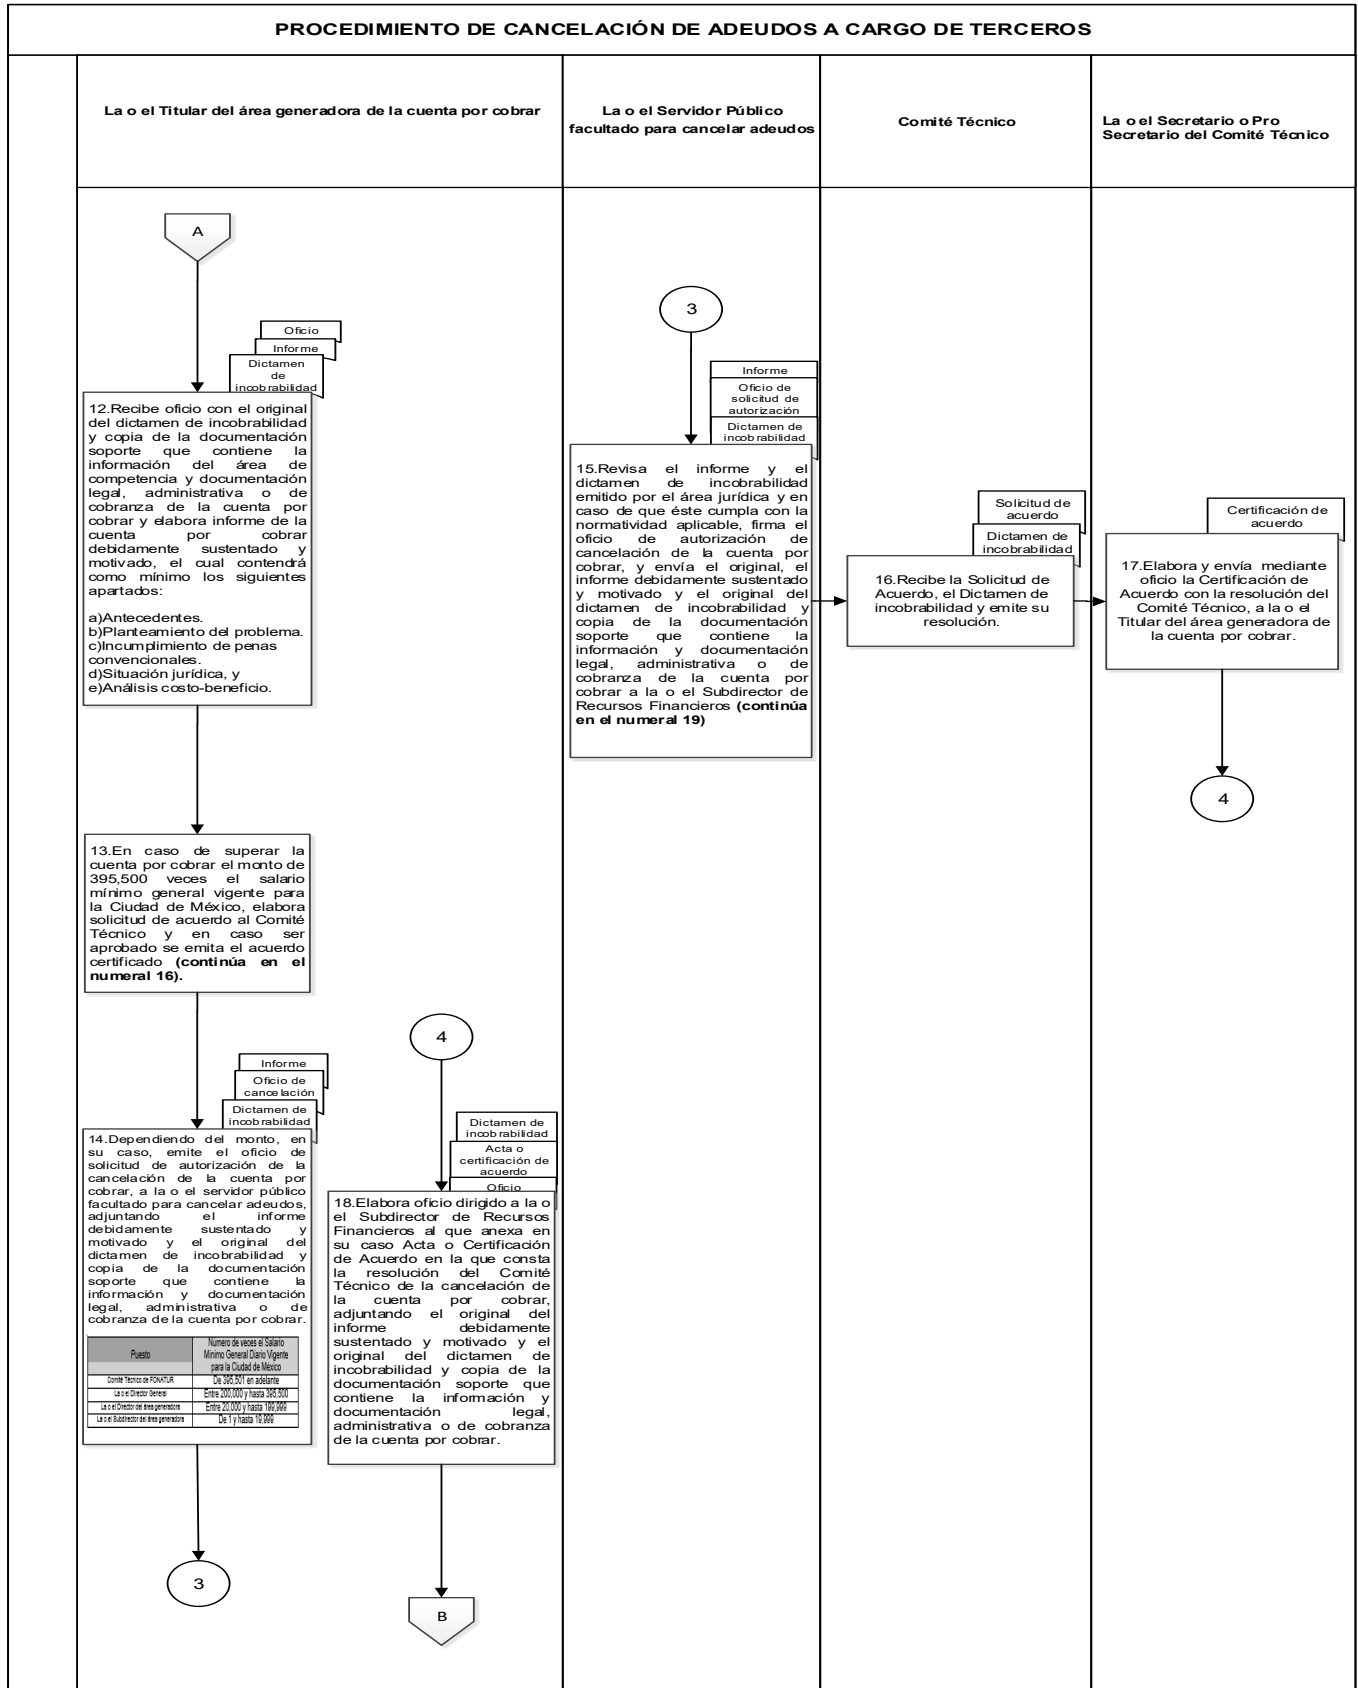 PROCEDIMIENTO DE CANCELACIÓN DE ADEUDOS A CARGO DE TERCEROS
La o el Titular del área generadora de la cuenta por cobrar
La o el Servidor Público
facultado para cancelar adeudos
Comité Técnico
La o el Secretario o Pro
Secretario del Comité Técnico
A
Oficio
Informe
Dictamen
de
incobrabilidad
12.Recibe oficio con el original
del dictamen de incobrabilidad
y copia de la documentación
soporte que contiene la
información del área de
competencia y documentación
legal, administrativa o de
cobranza de la cuenta por
cobrar y elabora informe de la
cuenta por cobrar
debidamente sustentado y
motivado, el cual contendrá
como mínimo los siguientes
apartados:
a)Antecedentes.
b)Planteamiento del problema.
c)Incumplimiento de penas
convencionales.
d)Situación jurídica, y
e)Análisis costo-beneficio.
13.En caso de superar la
cuenta por cobrar el monto de
395,500 veces el salario
mínimo general vigente para
la Ciudad de México, elabora
solicitud de acuerdo al Comité
Técnico y en caso ser
aprobado se emita el acuerdo
certificado (continúa en el
numeral 16).
Informe
Oficio de
cancelación
Dictamen de
incobrabilidad
14.Dependiendo del monto, en
su caso, emite el oficio de
solicitud de autorización de la
cancelación de la cuenta por
cobrar, a la o el servidor público
facultado para cancelar adeudos,
adjuntando el informe
debidamente sustentado y
motivado y el original del
dictamen de incobrabilidad y
copia de la documentación
soporte que contiene la
información y documentación
legal, administrativa o de
cobranza de la cuenta por cobrar.
Puesto
Número de veces el Salario
Mínimo General Diario Vigente
para la Ciudad de México
Comité Técnico de FONATUR
De 395,501 en adelante
La o el Director General
Entre 200,000 y hasta 395,500
La o el Director del área generadora
Entre 20,000 y hasta 199,999
La o el Subdirector del área generadora
De 1 y hasta 19,999
3
4
Dictamen de
incobrabilidad
Acta o
certificación de
acuerdo
Oficio
18.Elabora oficio dirigido a la o
el Subdirector de Recursos
Financieros al que anexa en
su caso Acta o Certificación
de Acuerdo en la que consta
la resolución del Comité
Técnico de la cancelación de
la cuenta por cobrar,
adjuntando el original del
informe debidamente
sustentado y motivado y el
original del dictamen de
incobrabilidad y copia de la
documentación soporte que
contiene la información y
documentación legal,
administrativa o de cobranza
de la cuenta por cobrar.
B
3
Informe
Oficio de
solicitud de
autorización
Dictamen de
incobrabilidad
15.Revisa el informe y el
dictamen de incobrabilidad
emitido por el área jurídica y en
caso de que éste cumpla con la
normatividad aplicable, firma el
oficio de autorización de
cancelación de la cuenta por
cobrar, y envía el original, el
informe debidamente sustentado
y motivado y el original del
dictamen de incobrabilidad y
copia de la documentación
soporte que contiene la
información y documentación
legal, administrativa o de
cobranza de la cuenta por
cobrar a la o el Subdirector de
Recursos Financieros (continúa
en el numeral 19)
Solicitud de
acuerdo
Dictamen de
incobrabilidad
16.Recibe la Solicitud de
Acuerdo, el Dictamen de
incobrabilidad y emite su
resolución.
Certificación de
acuerdo
17.Elabora y envía mediante
oficio la Certificación de
Acuerdo con la resolución del
Comité Técnico, a la o el
Titular del área generadora de
la cuenta por cobrar.
4